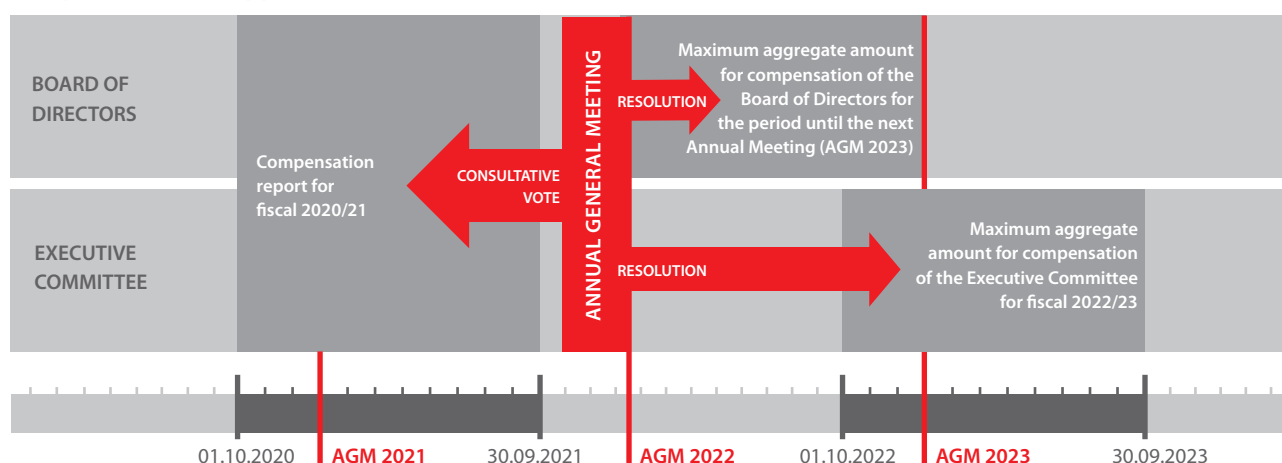 BOARD OF
DIRECTORS
EXECUTIVE
COMMITTEE
Compensation
report for
fiscal 2020/21
CONSULTATIVE
VOTE
ANNUAL GENERAL MEETING
RESOLUTION
Maximum aggregate amount
for compensation of the
Board of Directors for
the period until the next
Annual Meeting (AGM 2023)
RESOLUTION
Maximum aggregate
amount for compensation
of the Executive Committee
for fiscal 2022/23
01.10.2020
AGM 2021
30.09.2021
AGM 2022
01.10.2022
AGM 2023
30.09.2023